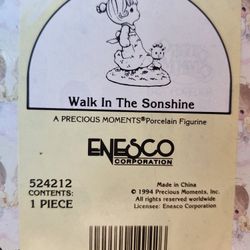 Walk In The Sonshine
A PRECIOUS MOMENTS® Porcelain Figurine
ENESCO
CORPORATION
524212
CONTENTS:
1 PIECE
Made in China
© 1994 Precious Moments, Inc.
All rights reserved worldwide
Licensee: Enesco Corporation